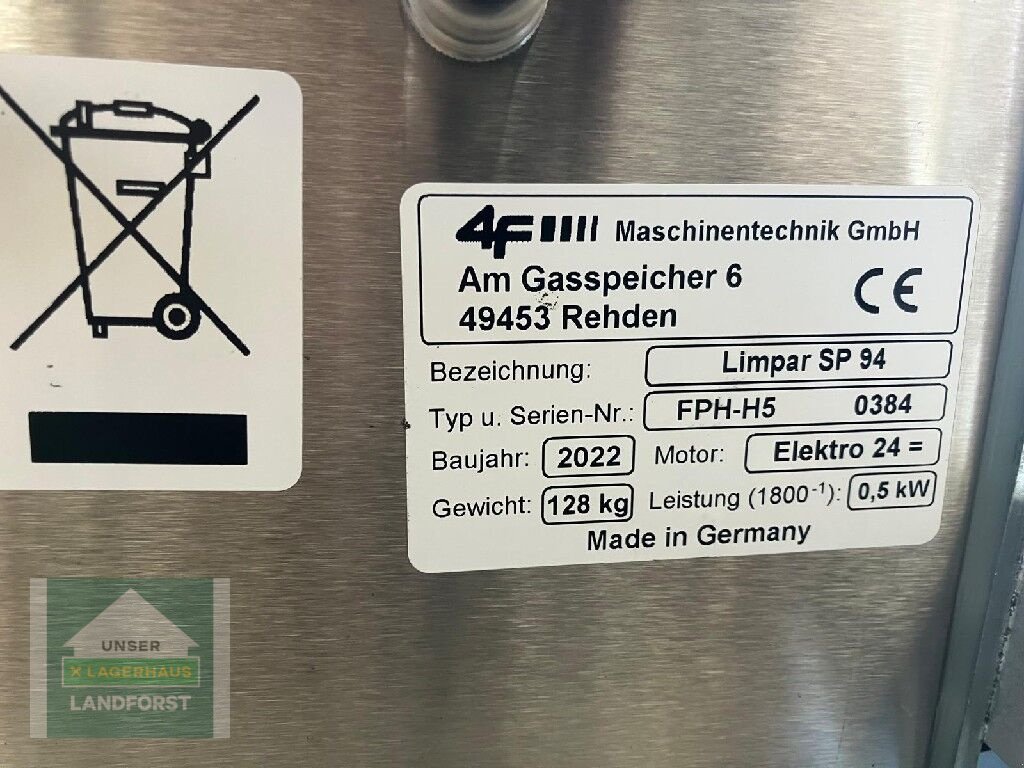 4F Maschinentechnik GmbH
Am Gasspeicher 6
49453 Rehden
CE
Bezeichnung: Limpar SP 94
Typ u. Serien-Nr.: FPH-H5 0384
Baujahr: 2022 Motor: Elektro 24 =
Gewicht: 128 kg Leistung (1800⁻¹): 0,5 kW
Made in Germany
UNSER
X LAGERHAUS
LANDFORST